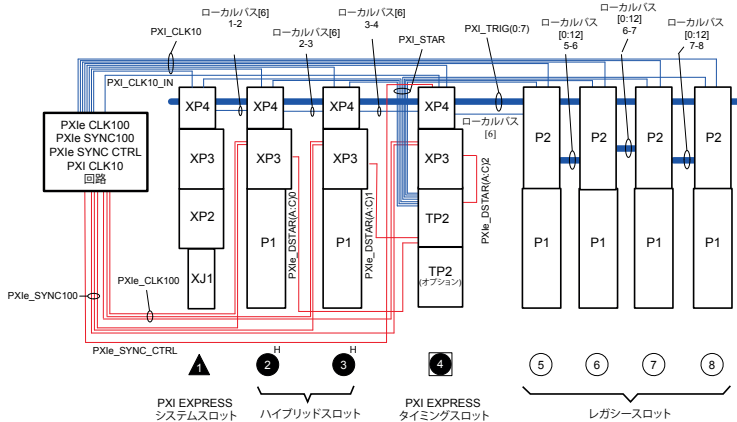 ローカルバス[6]
1-2
ローカルバス[6]
2-3
ローカルバス[6]
3-4
PXI_CLK10
PXI_STAR
PXI_TRIG(0:7)
ローカルバス
[0:12]
5-6
ローカルバス
[0:12]
6-7
ローカルバス
[0:12]
7-8
PXI_CLK10_IN
XP4
XP4
XP4
XP4
ローカルバス
[6]
PXIe CLK100
PXIe SYNC100
PXIe SYNC CTRL
PXI CLK10
回路
XP3
XP3
XP3
XP3
P2
P2
P2
P2
XP2
P1
P1
TP2
P1
P1
P1
P1
PXIe_DSTAR(A:C)0
PXIe_DSTAR(A:C)1
PXIe_DSTAR(A:C)2
XJ1
TP2
(オプション)
PXIe_SYNC100
PXIe_CLK100
PXIe_SYNC_CTRL
1
2 H
3 H
4
5
6
7
8
PXI EXPRESS
システムスロット
ハイブリッドスロット
PXI EXPRESS
タイミングスロット
レガシースロット